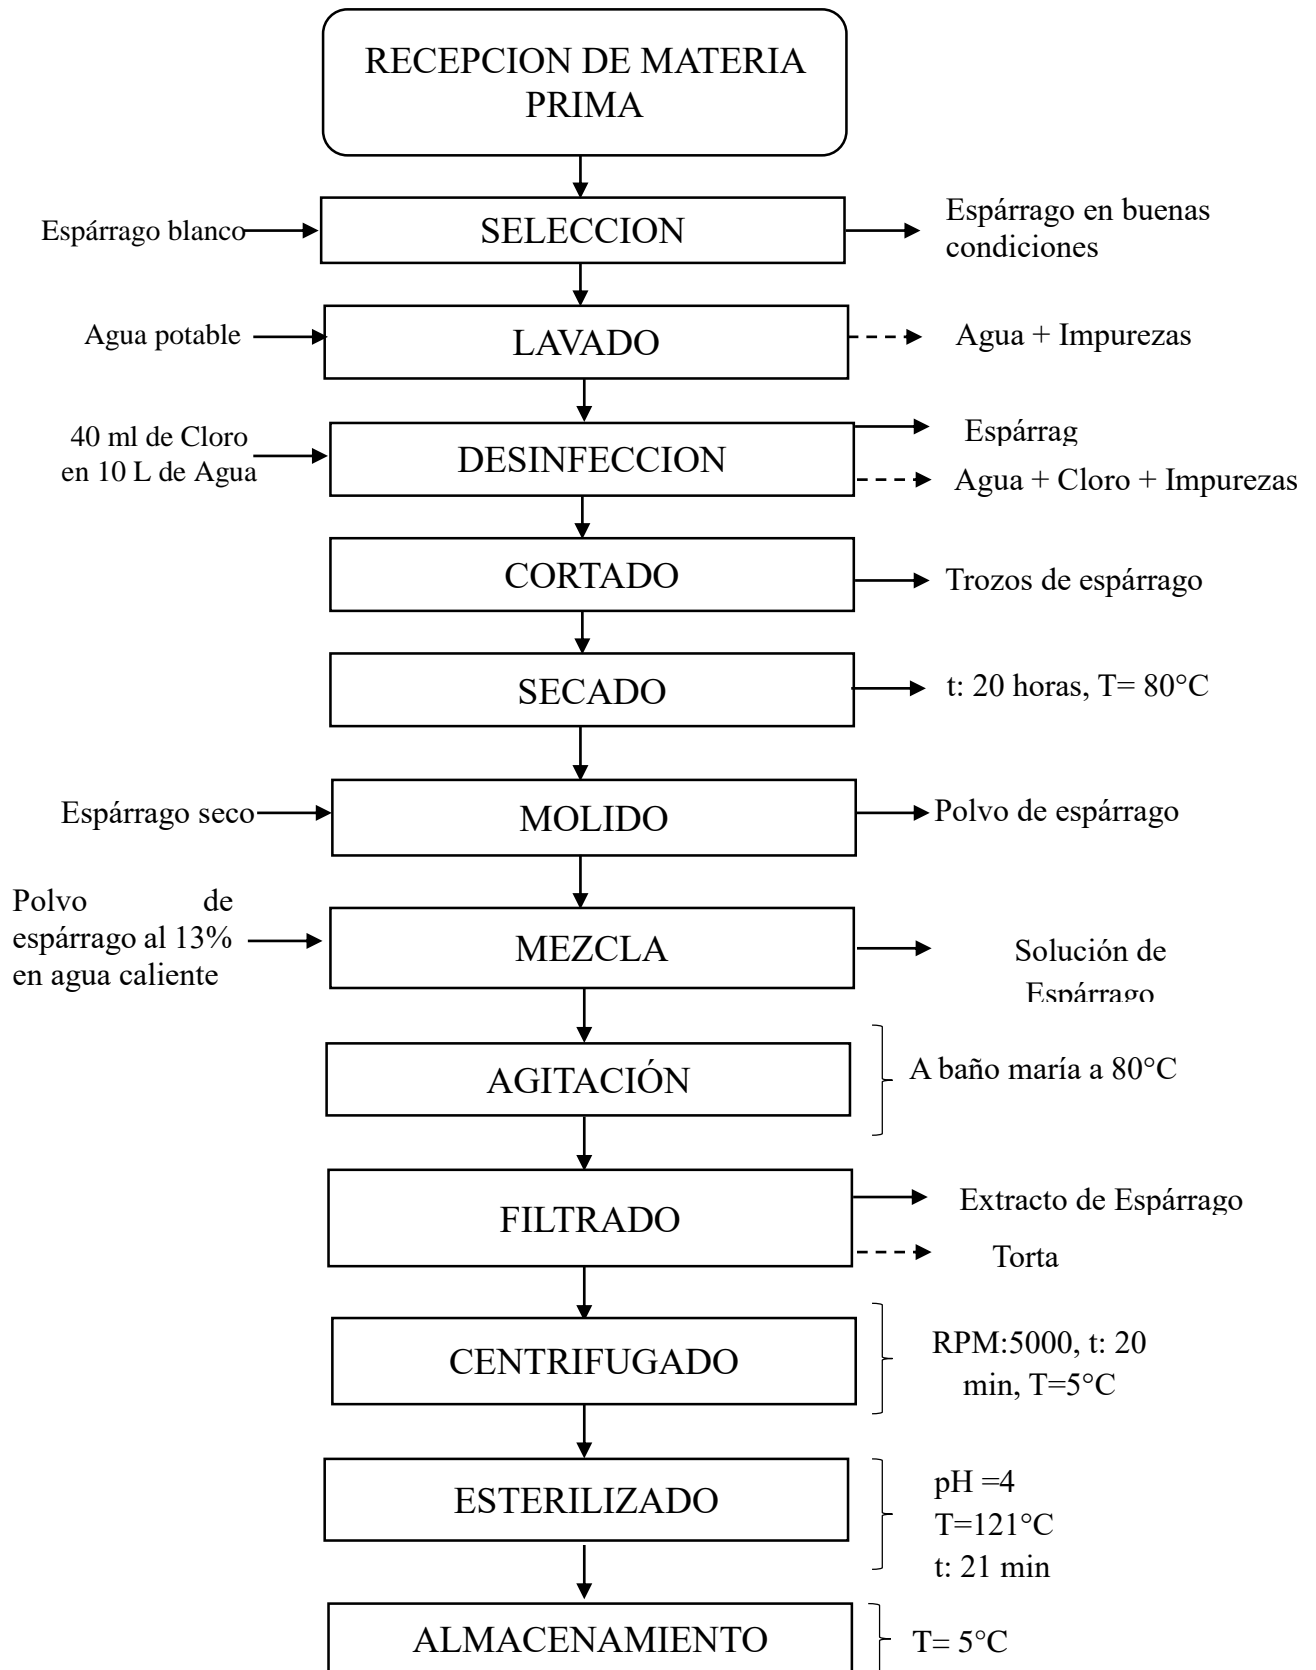 RECEPCION DE MATERIA
PRIMA
Espárrago blanco
SELECCION
Espárrago en buenas
condiciones
Agua potable
LAVADO
Agua + Impurezas
40 ml de Cloro
en 10 L de Agua
DESINFECCION
Espárrag
Agua + Cloro + Impurezas
CORTADO
Trozos de espárrago
SECADO
t: 20 horas, T= 80°C
Espárrago seco
MOLIDO
Polvo de espárrago
Polvo de
espárrago al 13%
en agua caliente
MEZCLA
Solución de
Espárrago
AGITACIÓN
A baño maría a 80°C
FILTRADO
Extracto de Espárrago
Torta
CENTRIFUGADO
RPM:5000, t: 20
min, T=5°C
ESTERILIZADO
pH =4
T=121°C
t: 21 min
ALMACENAMIENTO
T= 5°C